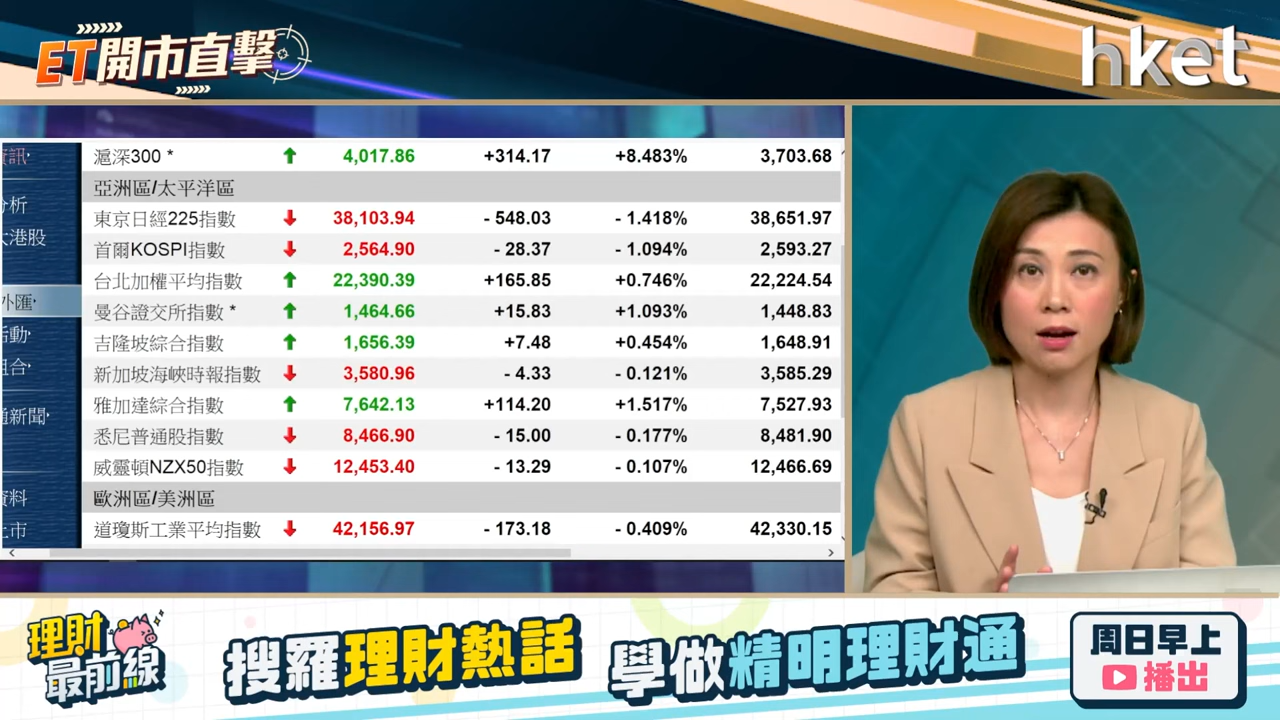 ET開市直擊
hket
滬深300 * 4,017.86 +314.17 +8.483% 3,703.68
亞洲區/太平洋區
東京日經225指數 38,103.94 - 548.03 - 1.418% 38,651.97
首爾KOSPI指數 2,564.90 - 28.37 - 1.094% 2,593.27
台北加權平均指數 22,390.39 +165.85 +0.746% 22,224.54
曼谷證交所指數 * 1,464.66 +15.83 +1.093% 1,448.83
吉隆坡綜合指數 1,656.39 +7.48 +0.454% 1,648.91
新加坡海峽時報指數 3,580.96 - 4.33 - 0.121% 3,585.29
雅加達綜合指數 7,642.13 +114.20 +1.517% 7,527.93
悉尼普通股指數 8,466.90 - 15.00 - 0.177% 8,481.90
威靈頓NZX50指數 12,453.40 - 13.29 - 0.107% 12,466.69
歐洲區/美洲區
道瓊斯工業平均指數 42,156.97 - 173.18 - 0.409% 42,330.15
資訊
分析
大港股
外匯
活動
組合
通新聞
資料
上市
理財
最前線
搜羅理財熱話 學做精明理財通
周日早上
播出